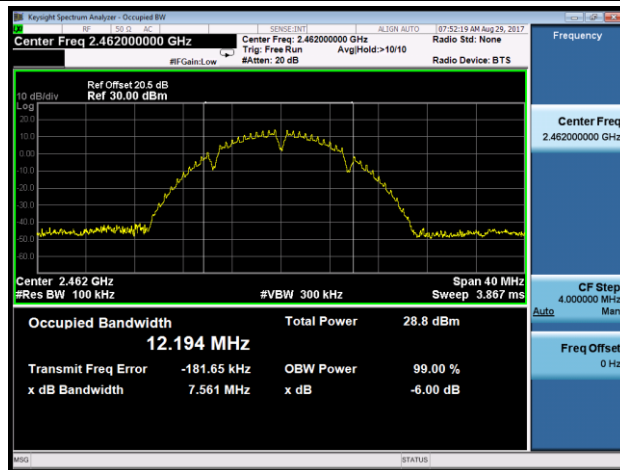 Keysight Spectrum Analyzer - Occupied BW
RF 50 Ω AC SENSE:INT ALIGN AUTO 07:52:19 AM Aug 29, 2017
Center Freq 2.462000000 GHz
Center Freq: 2.462000000 GHz Radio Std: None
Trig: Free Run Avg|Hold:>10/10
#IFGain:Low #Atten: 20 dB Radio Device: BTS
Frequency
Ref Offset 20.5 dB
10 dB/div Ref 30.00 dBm
Log
20.0
10.0
0.00
-10.0
-20.0
-30.0
-40.0
-50.0
-60.0
Center 2.462 GHz Span 40 MHz
#Res BW 100 kHz #VBW 300 kHz Sweep 3.867 ms
Occupied Bandwidth Total Power 28.8 dBm
12.194 MHz
Transmit Freq Error -181.65 kHz OBW Power 99.00 %
x dB Bandwidth 7.561 MHz x dB -6.00 dB
Center Freq
2.462000000 GHz
CF Step
4.000000 MHz
Auto Man
Freq Offset
0 Hz
MSG STATUS